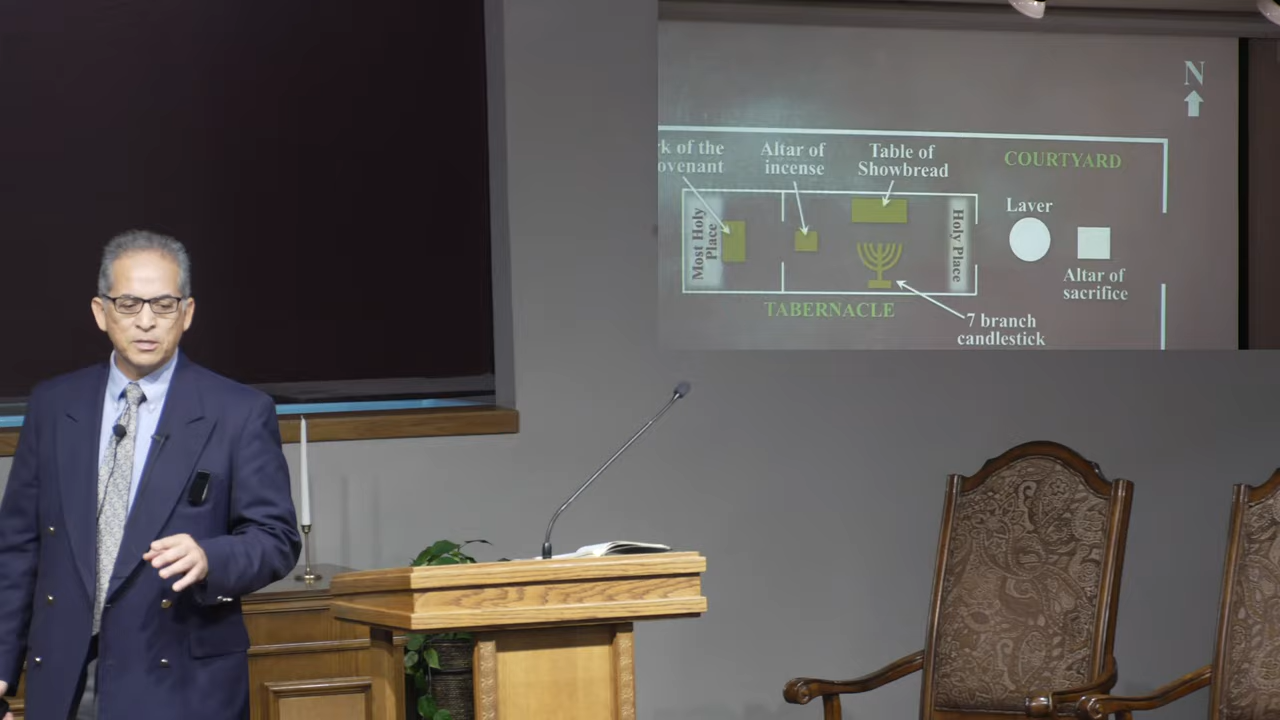 N
rk of the
ovenant
Altar of
incense
Table of
Showbread
COURTYARD
Most Holy
Place
Holy Place
Laver
Altar of
sacrifice
TABERNACLE
7 branch
candlestick